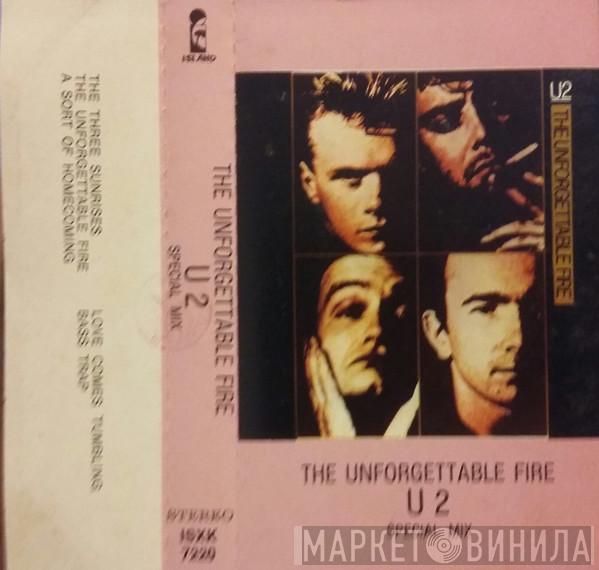 THE THREE SUNRISES
THE UNFORGETTABLE FIRE
A SORT OF HOMECOMING
LOVE COMES TUMBLING
BASS TRAP
ISLAND
THE UNFORGETTABLE FIRE
U 2
SPECIAL MIX
STEREO
ISXK
7220
U2
THE UNFORGETTABLE FIRE
THE UNFORGETTABLE FIRE
U 2
SPECIAL MIX
МАРКЕТ ВИНИЛА